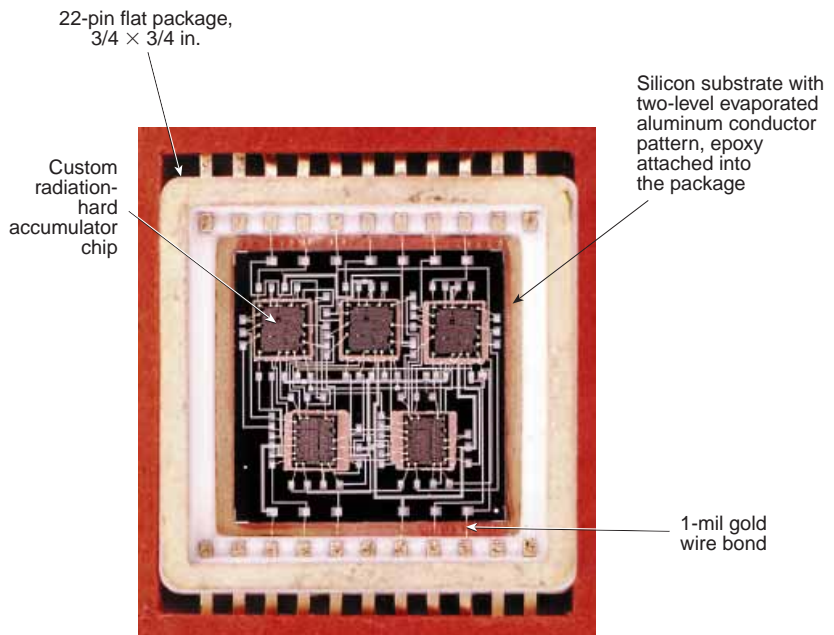 22-pin flat package,
3/4 × 3/4 in.
Silicon substrate with
two-level evaporated
aluminum conductor
pattern, epoxy
attached into
the package
Custom
radiation-
hard
accumulator
chip
1-mil gold
wire bond